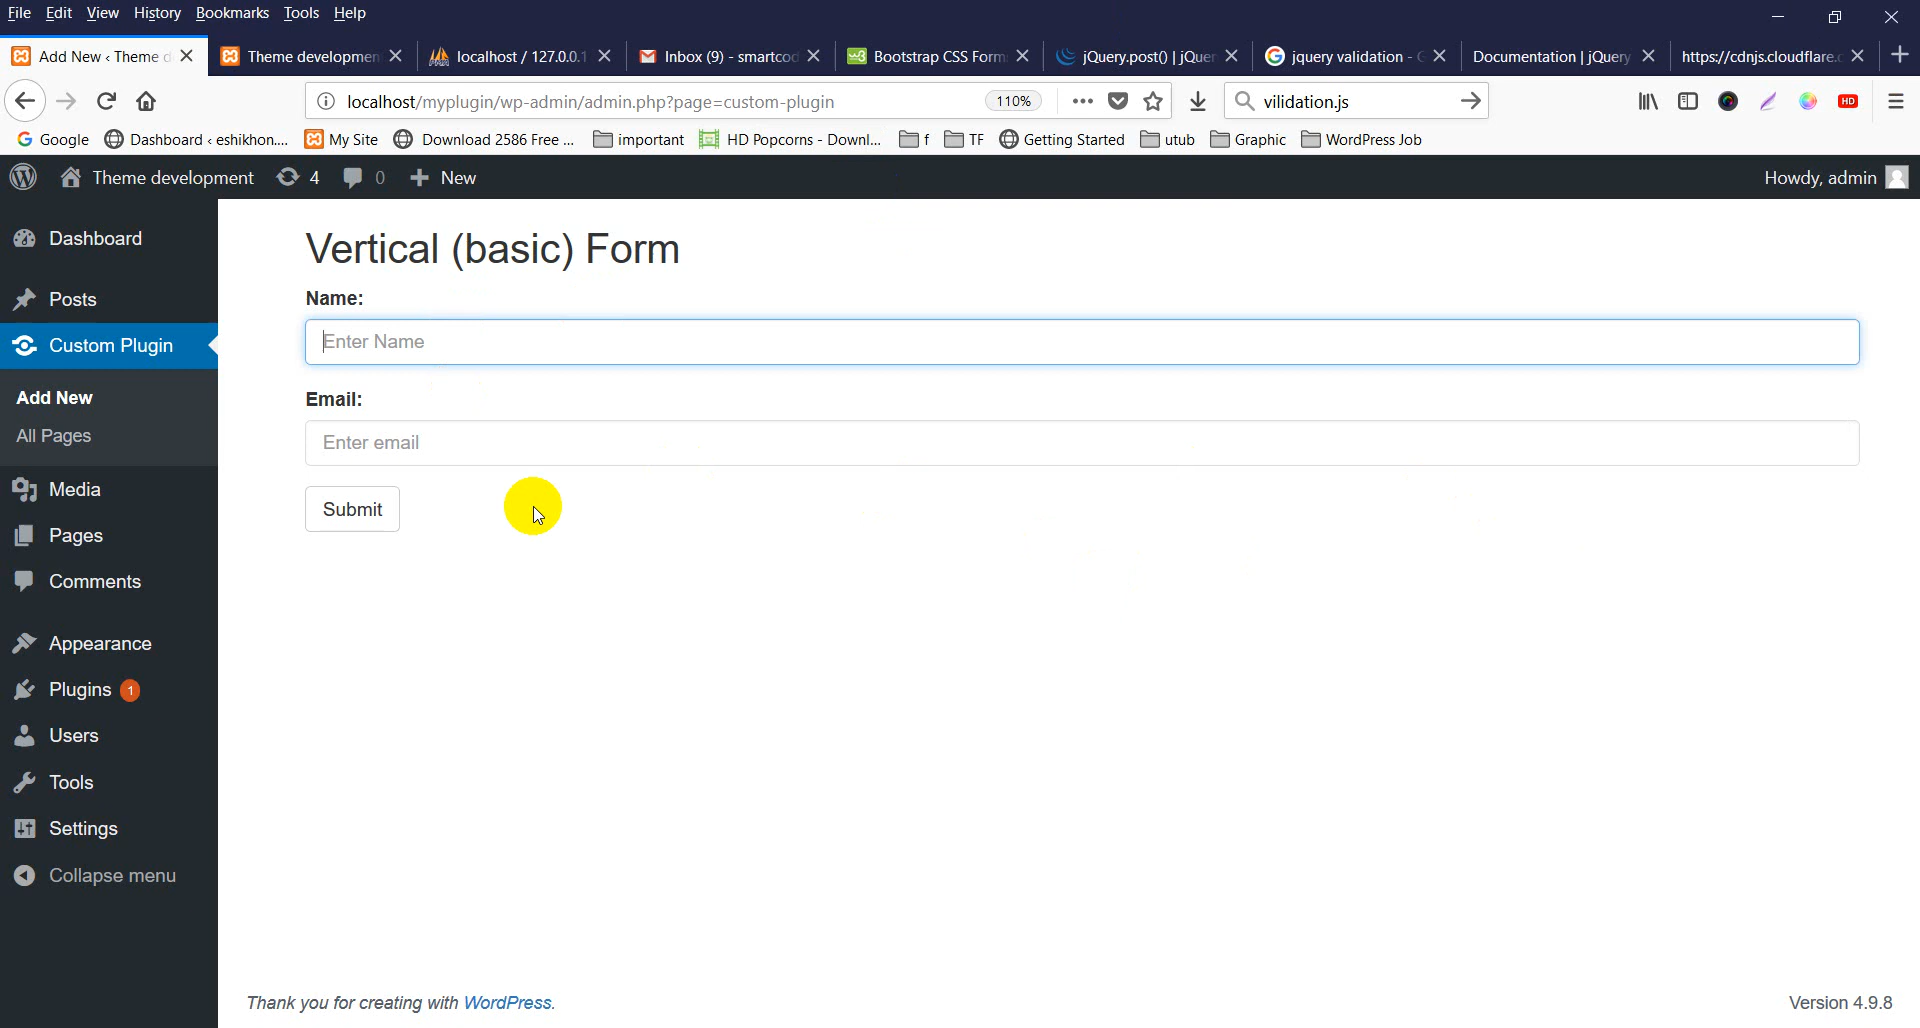 File Edit View History Bookmarks Tools Help
Add New ‹ Theme d Theme developmen localhost / 127.0.0.1 Inbox (9) - smartcod Bootstrap CSS Form jQuery.post() | jQuer jquery validation - G Documentation | jQuery https://cdnjs.cloudflare.c
localhost/myplugin/wp-admin/admin.php?page=custom-plugin 110% vilidation.js HD
Google Dashboard ‹ eshikhon.... My Site Download 2586 Free ... important HD Popcorns - Downl... f TF Getting Started utub Graphic WordPress Job
Theme development 4 0 New Howdy, admin
Dashboard
Posts
Custom Plugin
Add New
All Pages
Media
Pages
Comments
Appearance
Plugins 1
Users
Tools
Settings
Collapse menu
Vertical (basic) Form
Name:
Enter Name
Email:
Enter email
Submit
Thank you for creating with WordPress.
Version 4.9.8